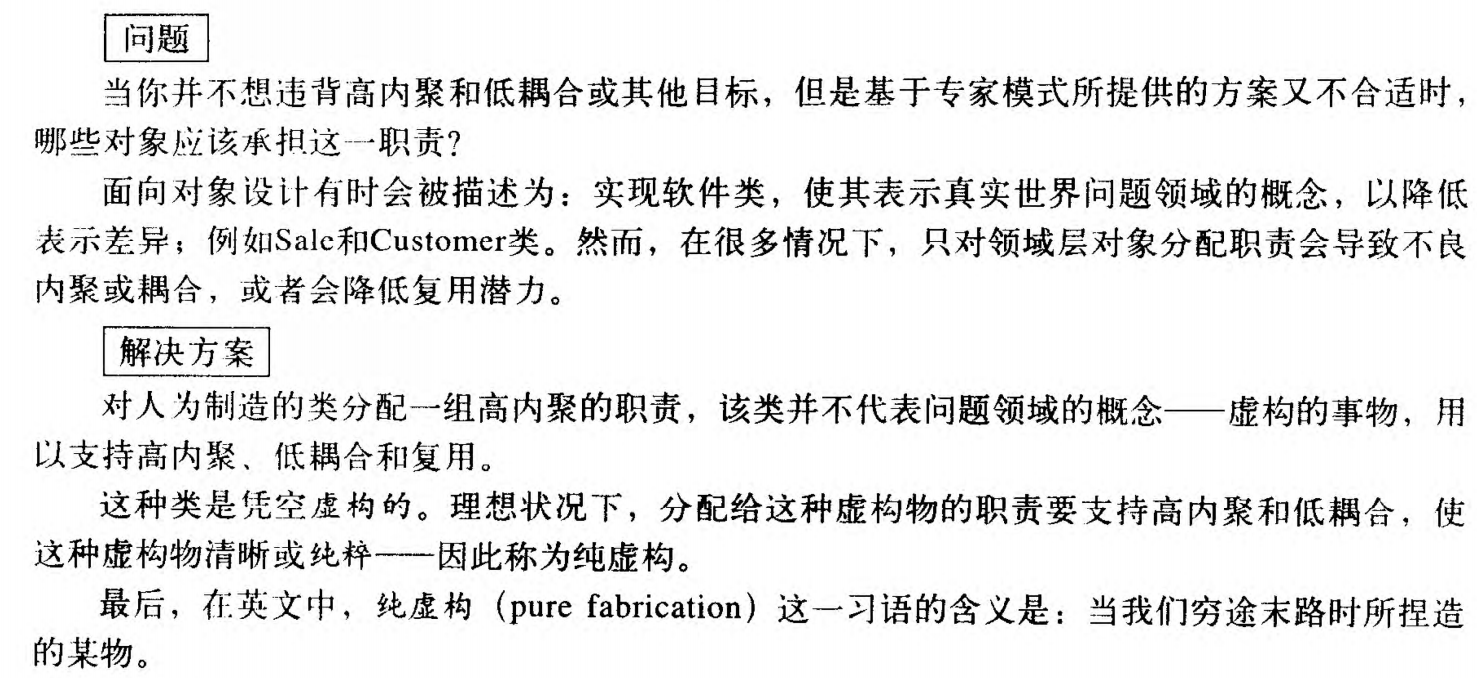 问题
当你并不想违背高内聚和低耦合或其他目标，但是基于专家模式所提供的方案又不合适时，
哪些对象应该承担这一职责？
面向对象设计有时会被描述为：实现软件类，使其表示真实世界问题领域的概念，以降低
表示差异；例如Sale和Customer类。然而，在很多情况下，只对领域层对象分配职责会导致不良
内聚或耦合，或者会降低复用潜力。
解决方案
对人为制造的类分配一组高内聚的职责，该类并不代表问题领域的概念——虚构的事物，用
以支持高内聚、低耦合和复用。
这种类是凭空虚构的。理想状况下，分配给这种虚构物的职责要支持高内聚和低耦合，使
这种虚构物清晰或纯粹——因此称为纯虚构。
最后，在英文中，纯虚构（pure fabrication）这一习语的含义是：当我们穷途末路时所捏造
的某物。